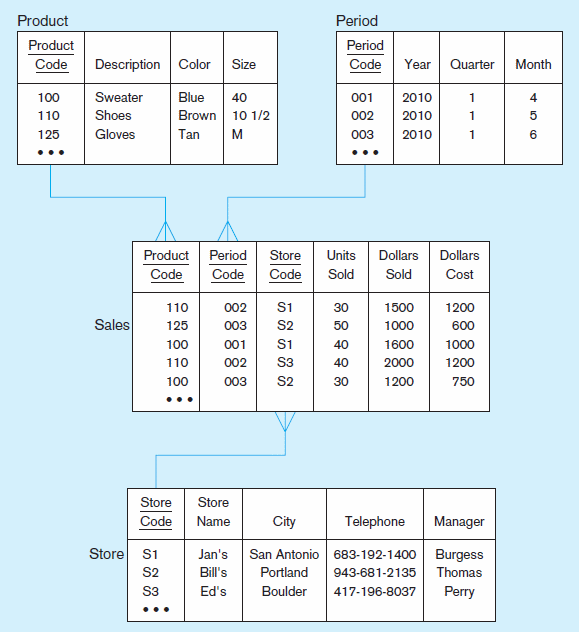 Product
Product Code Description Color Size
100 Sweater Blue 40
110 Shoes Brown 10 1/2
125 Gloves Tan M
• • •
Period
Period Code Year Quarter Month
001 2010 1 4
002 2010 1 5
003 2010 1 6
• • •
Sales
Product Code Period Code Store Code Units Sold Dollars Sold Dollars Cost
110 002 S1 30 1500 1200
125 003 S2 50 1000 600
100 001 S1 40 1600 1000
110 002 S3 40 2000 1200
100 003 S2 30 1200 750
• • •
Store
Store Code Store Name City Telephone Manager
S1 Jan's San Antonio 683-192-1400 Burgess
S2 Bill's Portland 943-681-2135 Thomas
S3 Ed's Boulder 417-196-8037 Perry
• • •